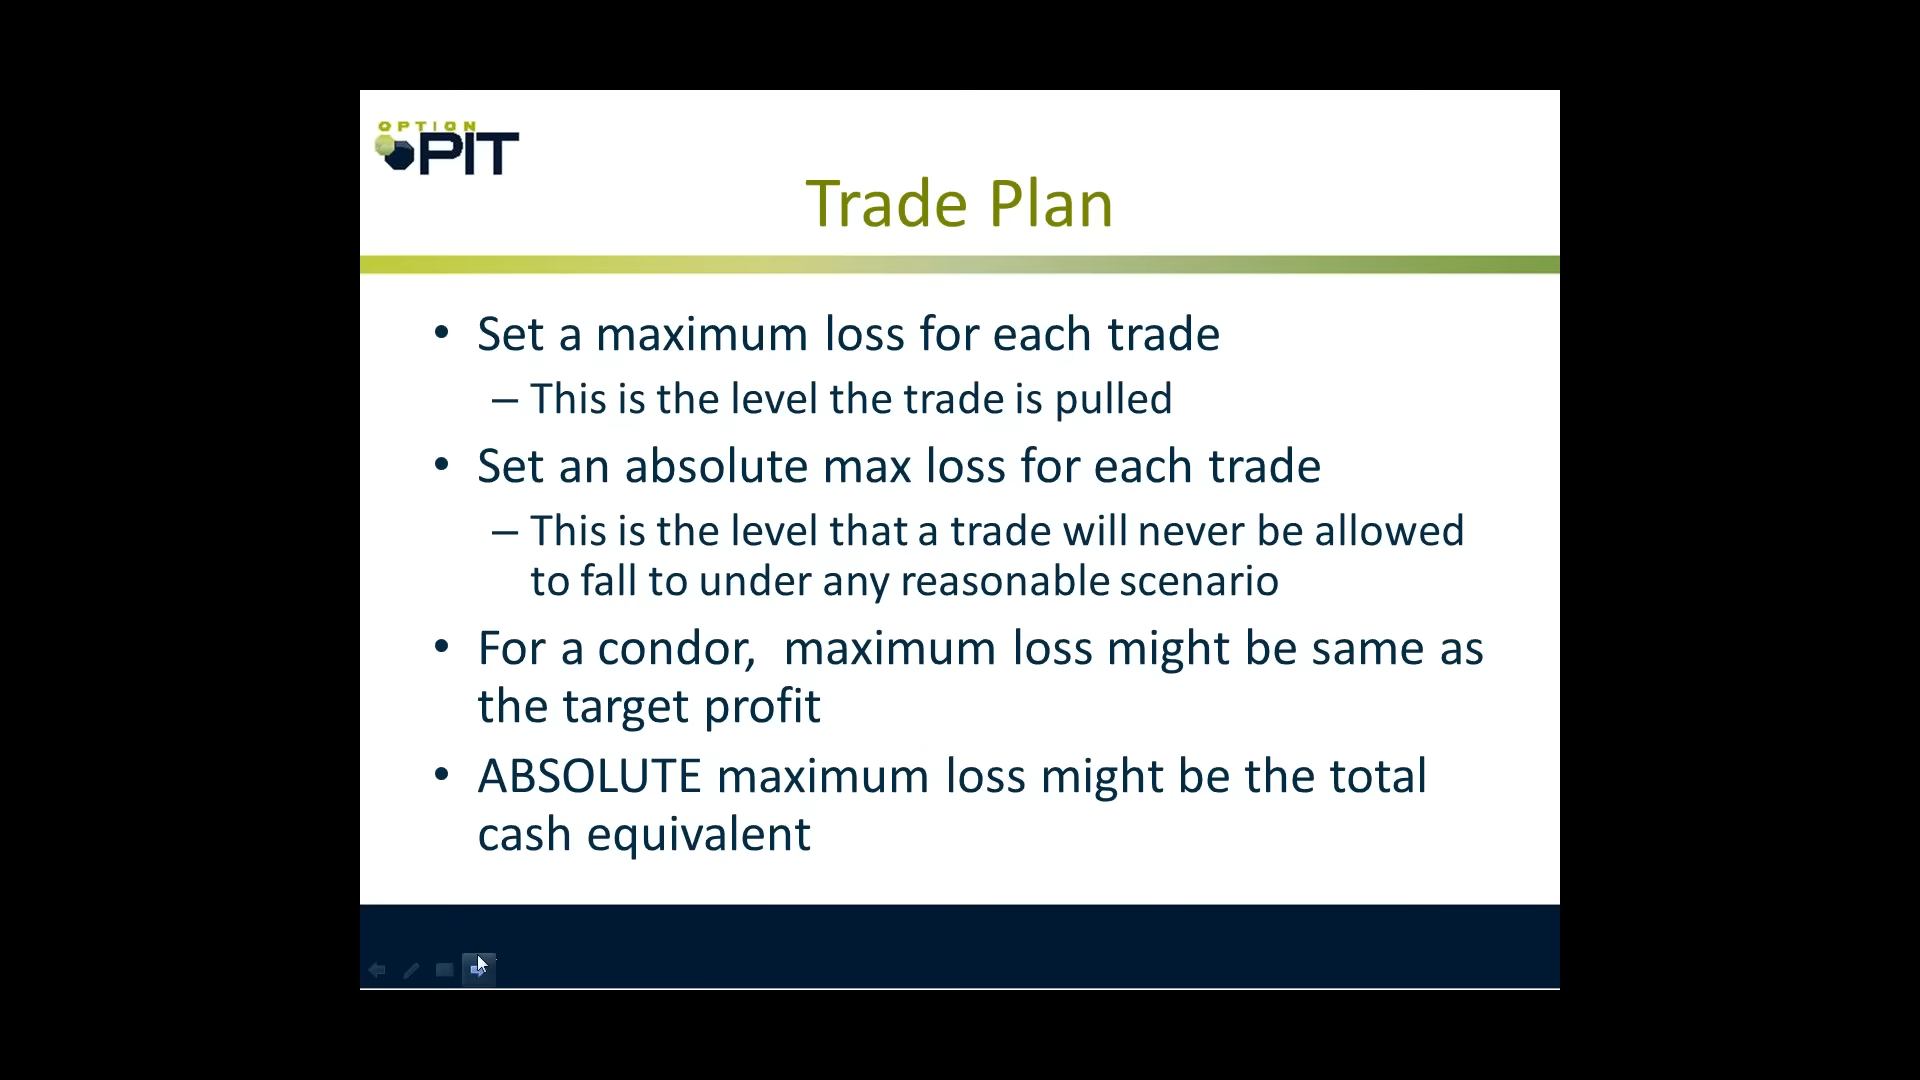 OPTION
PIT
Trade Plan
• Set a maximum loss for each trade
– This is the level the trade is pulled
• Set an absolute max loss for each trade
– This is the level that a trade will never be allowed
to fall to under any reasonable scenario
• For a condor,  maximum loss might be same as
the target profit
• ABSOLUTE maximum loss might be the total
cash equivalent